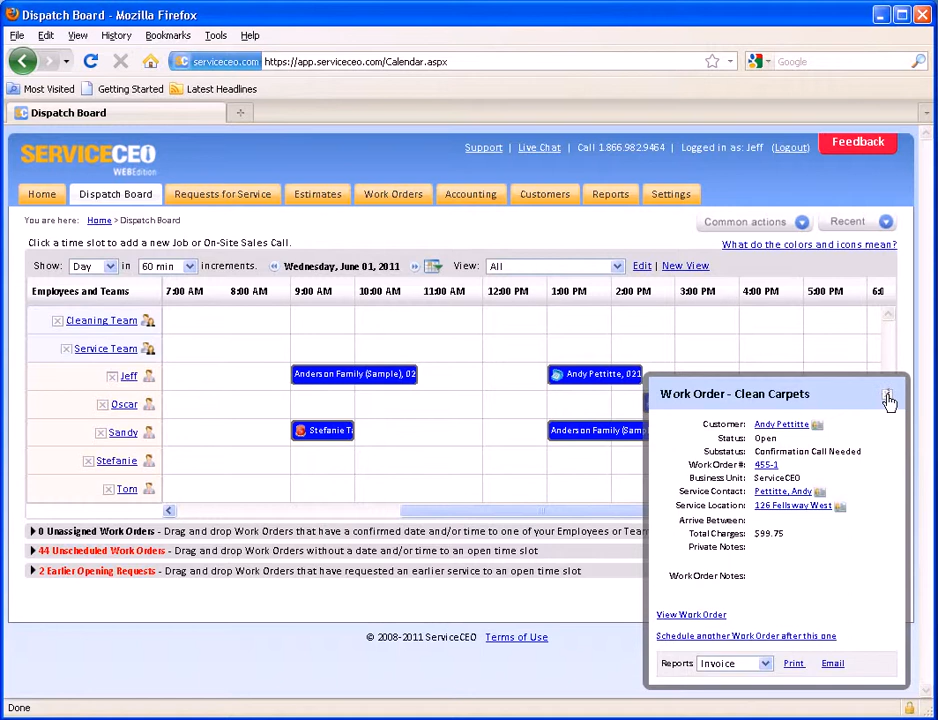 Dispatch Board - Mozilla Firefox
File Edit View History Bookmarks Tools Help
serviceceo.com https://app.serviceceo.com/Calendar.aspx Google
Most Visited Getting Started Latest Headlines
Dispatch Board
SERVICECEO
WEBEdition
Support | Live Chat | Call 1.866.982.9464 | Logged in as: Jeff (Logout)
Feedback
Home Dispatch Board Requests for Service Estimates Work Orders Accounting Customers Reports Settings
You are here: Home > Dispatch Board
Common actions Recent
Click a time slot to add a new Job or On-Site Sales Call.
What do the colors and icons mean?
Show: Day in 60 min increments. Wednesday, June 01, 2011 View: All Edit | New View
Employees and Teams 7:00 AM 8:00 AM 9:00 AM 10:00 AM 11:00 AM 12:00 PM 1:00 PM 2:00 PM 3:00 PM 4:00 PM 5:00 PM 6:
Cleaning Team
Service Team
Jeff Anderson Family (Sample), 02 Andy Pettitte, 021
Oscar
Sandy Stefanie T Anderson Family (Samp
Stefanie
Tom
0 Unassigned Work Orders - Drag and drop Work Orders that have a confirmed date and/or time to one of your Employees or Team
44 Unscheduled Work Orders - Drag and drop Work Orders without a date and/or time to an open time slot
2 Earlier Opening Requests - Drag and drop Work Orders that have requested an earlier service to an open time slot
© 2008-2011 ServiceCEO Terms of Use
Work Order - Clean Carpets
Customer: Andy Pettitte
Status: Open
Substatus: Confirmation Call Needed
Work Order #: 455-1
Business Unit: ServiceCEO
Service Contact: Pettitte, Andy
Service Location: 126 Fellsway West
Arrive Between:
Total Charges: $99.75
Private Notes:
Work Order Notes:
View Work Order
Schedule another Work Order after this one
Reports Invoice Print Email
Done